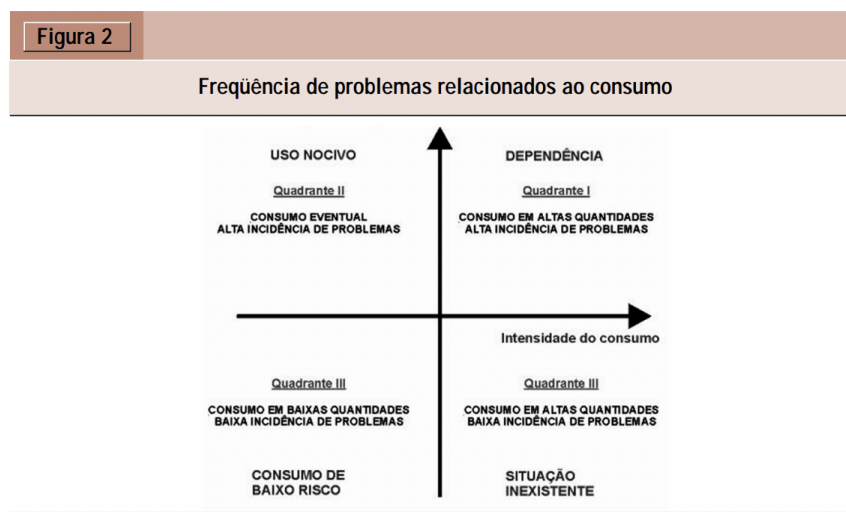 Figura 2
Freqüência de problemas relacionados ao consumo
USO NOCIVO
Quadrante II
CONSUMO EVENTUAL
ALTA INCIDÊNCIA DE PROBLEMAS
DEPENDÊNCIA
Quadrante I
CONSUMO EM ALTAS QUANTIDADES
ALTA INCIDÊNCIA DE PROBLEMAS
Intensidade do consumo
Quadrante III
CONSUMO EM BAIXAS QUANTIDADES
BAIXA INCIDÊNCIA DE PROBLEMAS
CONSUMO DE
BAIXO RISCO
Quadrante III
CONSUMO EM ALTAS QUANTIDADES
BAIXA INCIDÊNCIA DE PROBLEMAS
SITUAÇÃO
INEXISTENTE